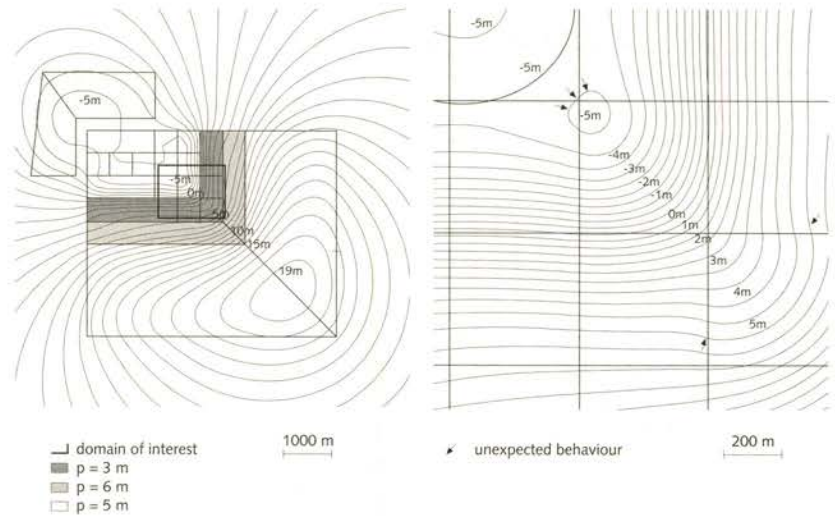 -5m
-5m
0m
5m
10m
15m
19m
domain of interest
1000 m
p = 3 m
p = 6 m
p = 5 m
-5m
-5m
-5m
-4m
-3m
-2m
-1m
0m
1m
2m
3m
4m
5m
unexpected behaviour
200 m